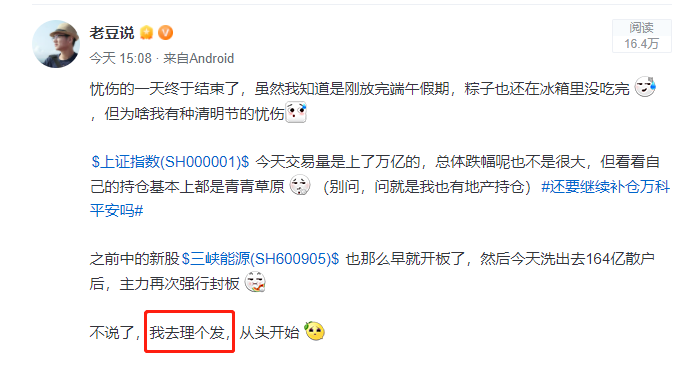 老豆说
阅读
16.4万
今天 15:08 · 来自Android
忧伤的一天终于结束了，虽然我知道是刚放完端午假期，粽子也还在冰箱里没吃完
，但为啥我有种清明节的忧伤
$上证指数(SH000001)$ 今天交易量是上了万亿的，总体跌幅呢也不是很大，但看看自
己的持仓基本上都是青青草原 （别问，问就是我也有地产持仓）#还要继续补仓万科
平安吗#
之前中的新股$三峡能源(SH600905)$ 也那么早就开板了，然后今天洗出去164亿散户
后，主力再次强行封板
不说了，我去理个发，从头开始